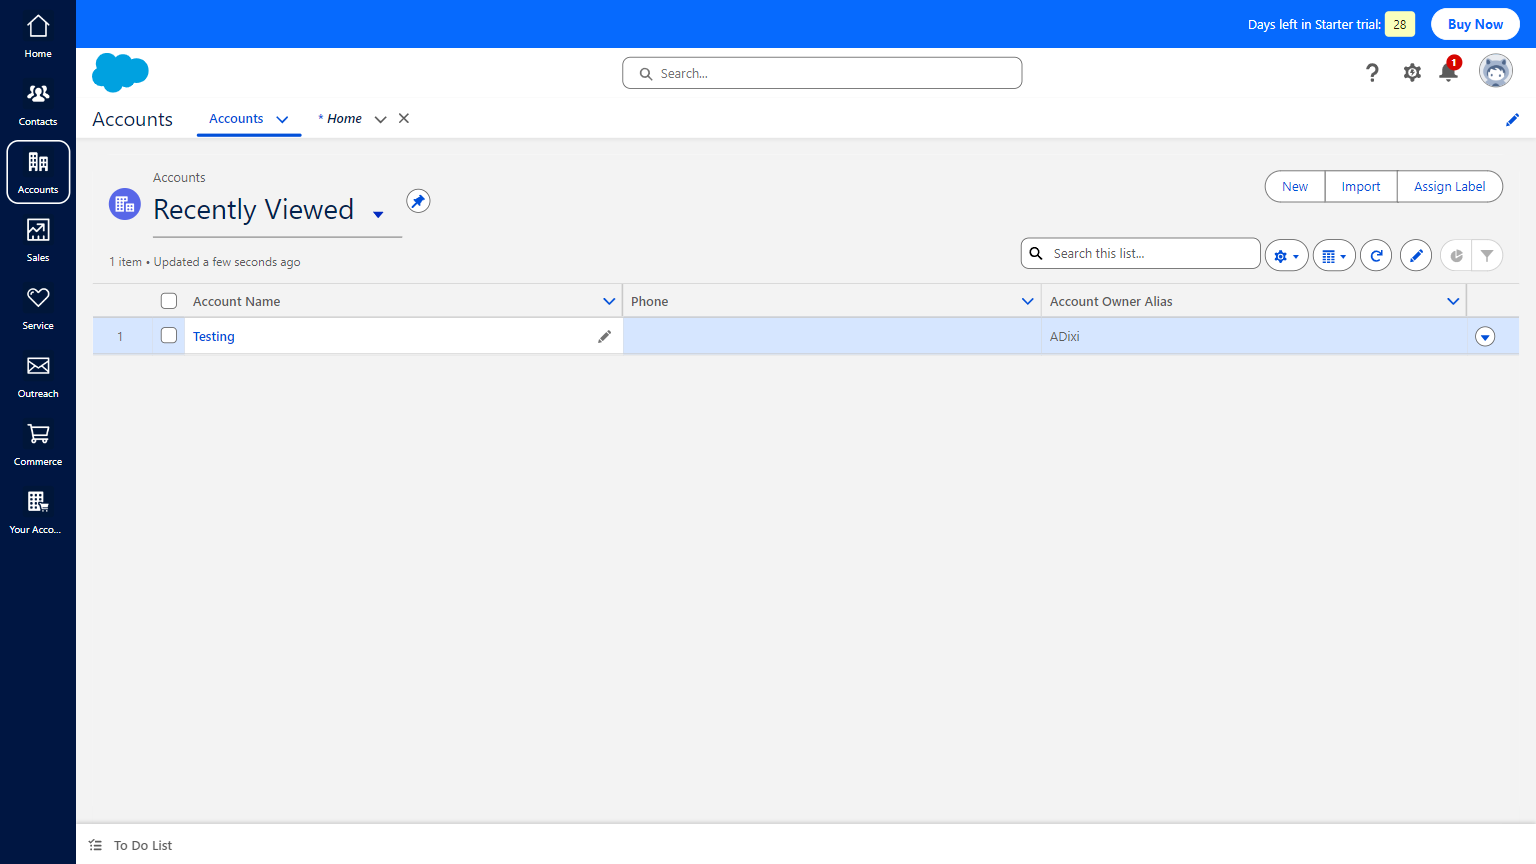 Days left in Starter trial: 28 Buy Now
Home
Contacts
Accounts
Sales
Service
Outreach
Commerce
Your Acco...
Search...
1
Accounts
Accounts
* Home
Accounts
Recently Viewed
New
Import
Assign Label
1 item • Updated a few seconds ago
Search this list...
Account Name
Phone
Account Owner Alias
1
Testing
ADixi
To Do List